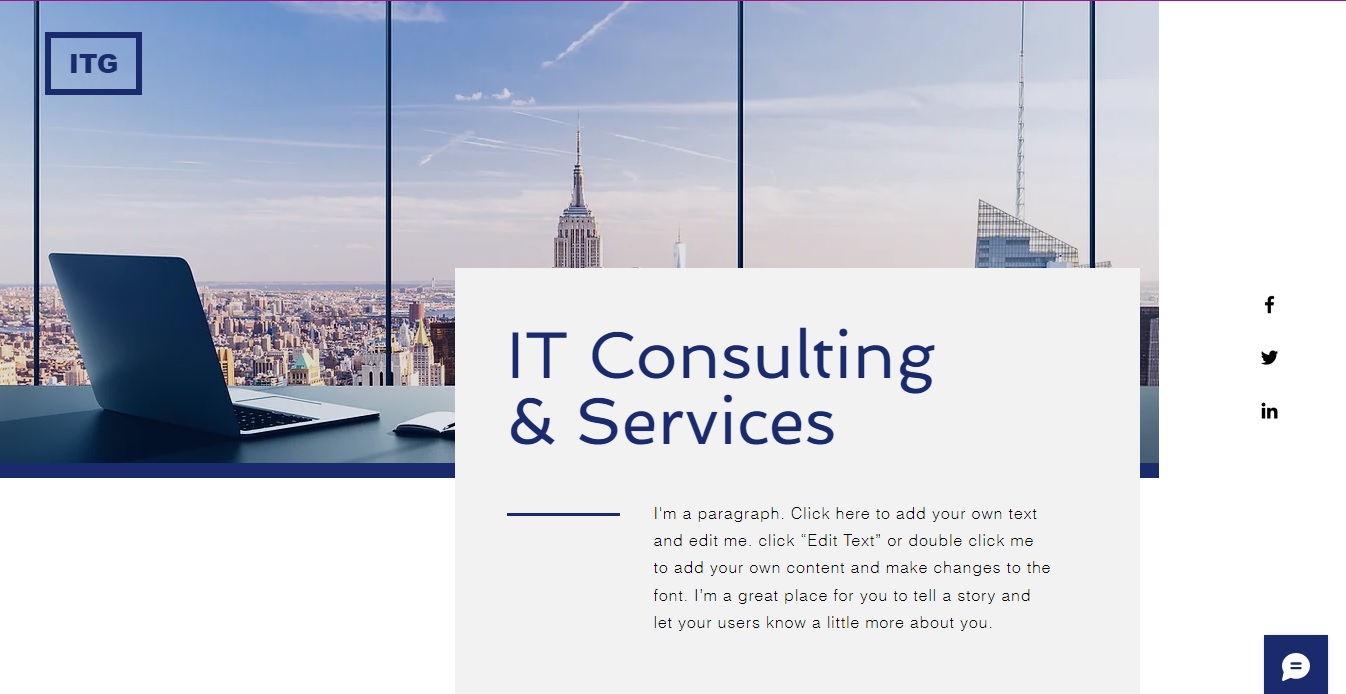 ITG
IT Consulting
& Services
I'm a paragraph. Click here to add your own text
and edit me. click “Edit Text” or double click me
to add your own content and make changes to the
font. I’m a great place for you to tell a story and
let your users know a little more about you.